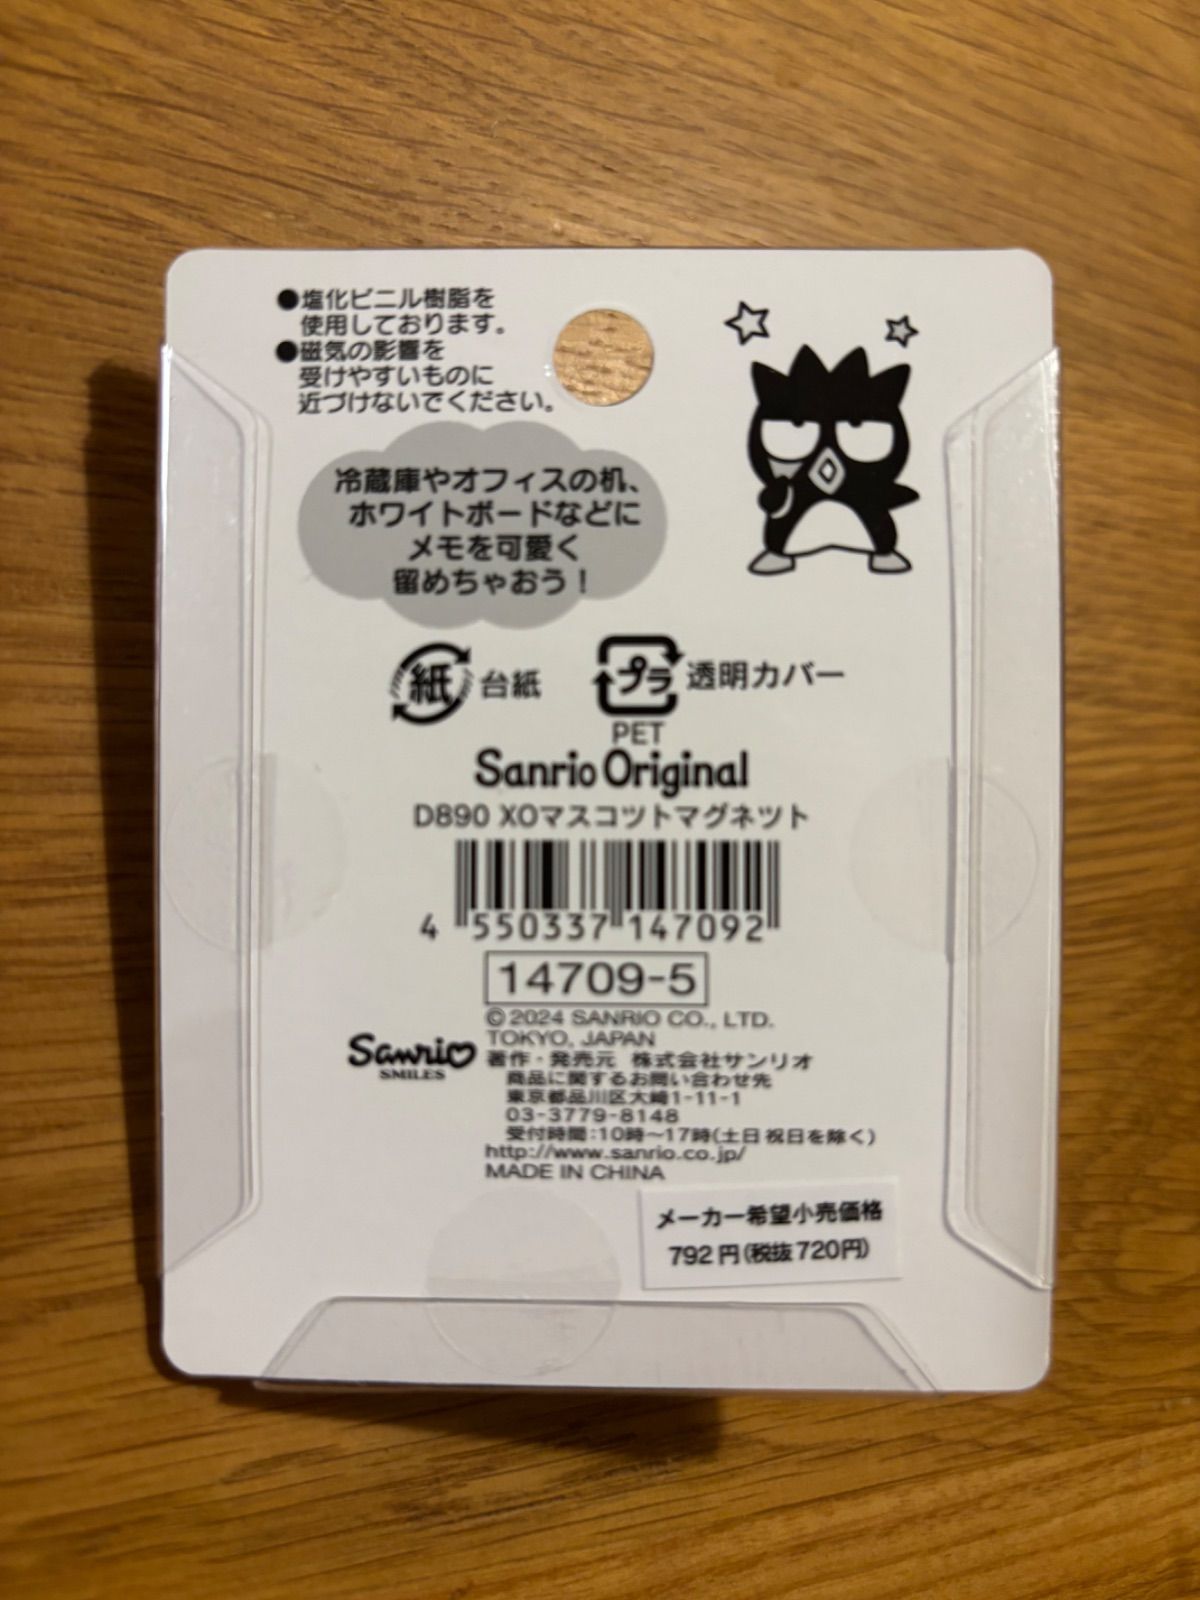 ●塩化ビニル樹脂を
使用しております。
●磁気の影響を
受けやすいものに
近づけないでください。
冷蔵庫やオフィスの机、
ホワイトボードなどに
メモを可愛く
留めちゃおう！
紙 台紙
プラ 透明カバー
PET
Sanrio Original
D890 XOマスコットマグネット
4 550337 147092
14709-5
© 2024 SANRIO CO., LTD.
TOKYO, JAPAN
Sanrio
SMILES
著作・発売元 株式会社サンリオ
商品に関するお問い合わせ先
東京都品川区大崎1-11-1
03-3779-8148
受付時間:10時〜17時(土日祝日を除く)
http://www.sanrio.co.jp/
MADE IN CHINA
メーカー希望小売価格
792円(税抜720円)